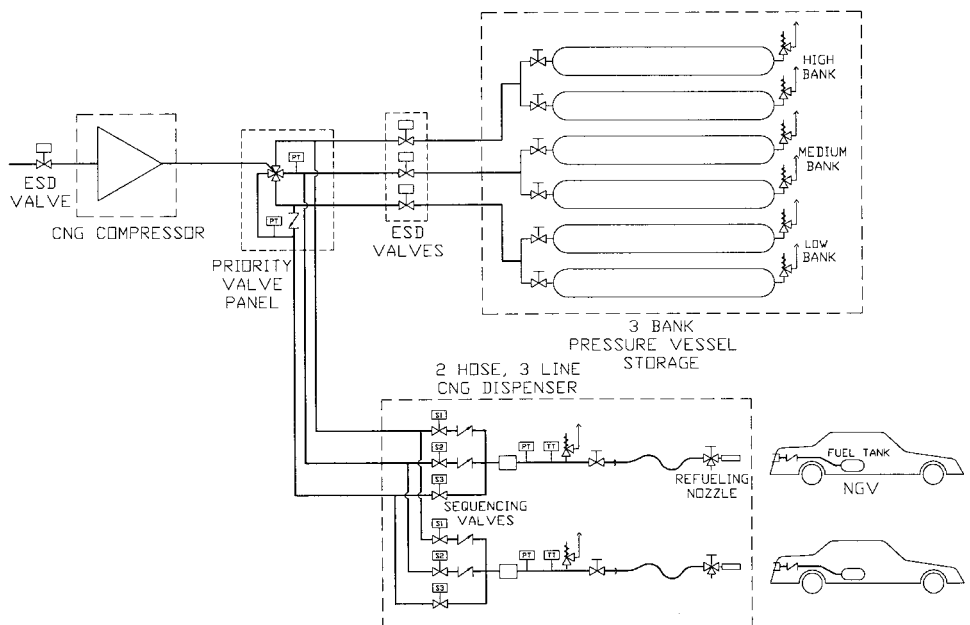 HIGH
BANK
MEDIUM
BANK
LOW
BANK
ESD
VALVE
CNG COMPRESSOR
PT
PT
PRIORITY
VALVE
PANEL
ESD
VALVES
3 BANK
PRESSURE VESSEL
STORAGE
2 HOSE, 3 LINE
CNG DISPENSER
S1
S2
S3
PT
TT
SEQUENCING
VALVES
REFUELING
NOZZLE
FUEL TANK
NGV
S1
S2
S3
PT
TT